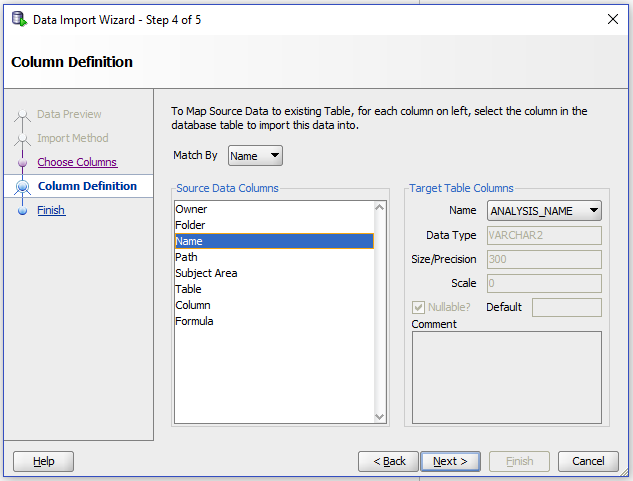 Data Import Wizard - Step 4 of 5
Column Definition
Data Preview
Import Method
Choose Columns
Column Definition
Finish
To Map Source Data to existing Table, for each column on left, select the column in the
database table to import this data into.
Match By Name
Source Data Columns
Owner
Folder
Name
Path
Subject Area
Table
Column
Formula
Target Table Columns
Name ANALYSIS_NAME
Data Type VARCHAR2
Size/Precision 300
Scale 0
Nullable? Default
Comment
Help < Back Next > Finish Cancel